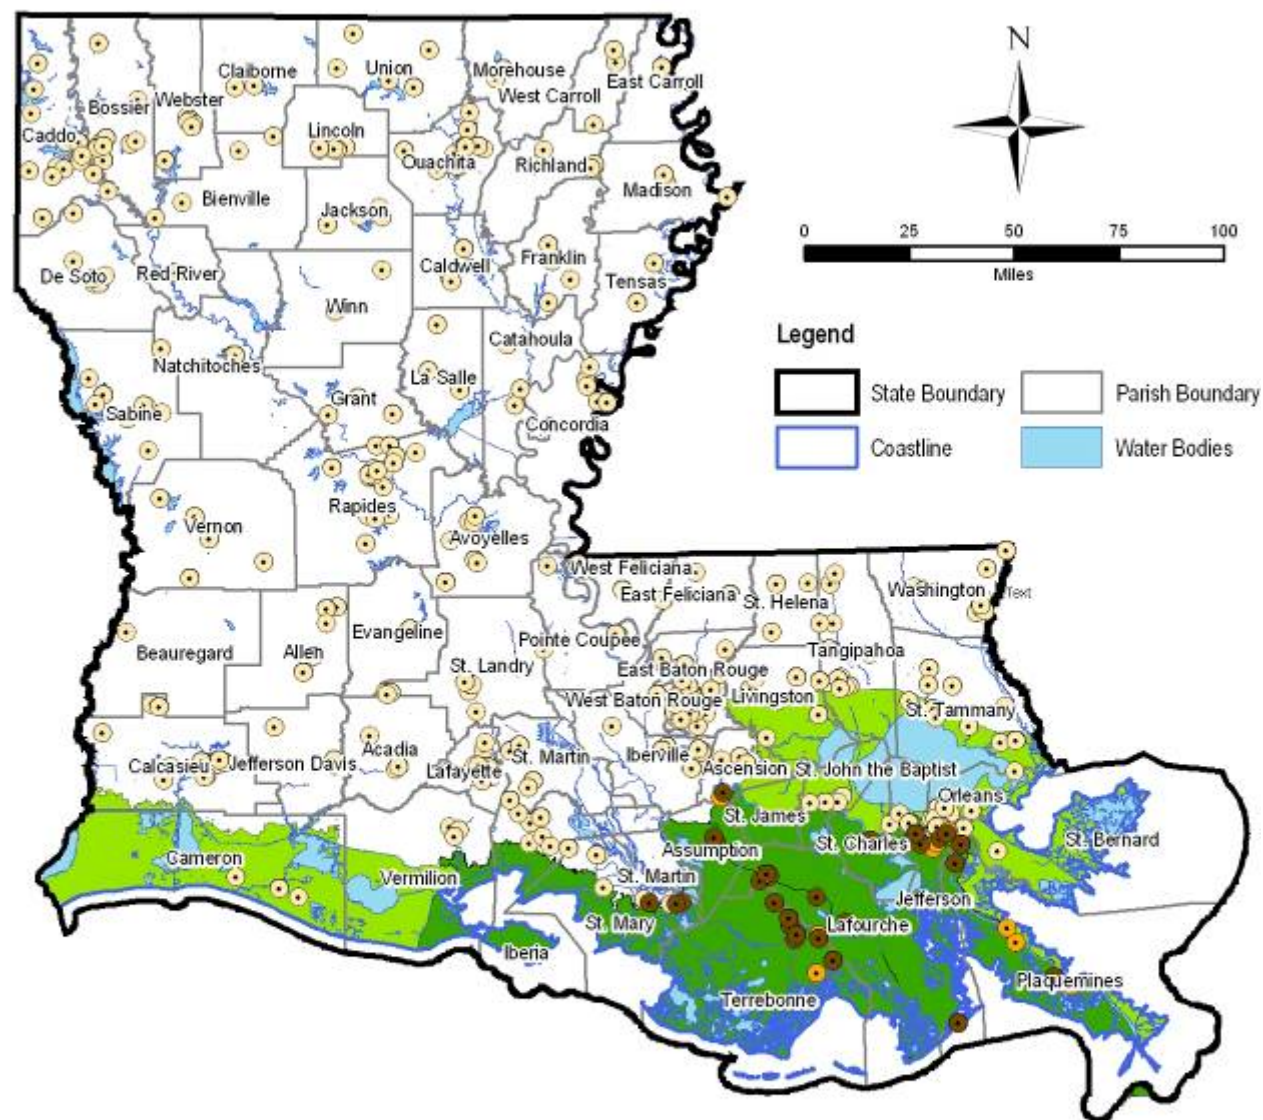 N
0 25 50 75 100
Miles
Legend
State Boundary
Parish Boundary
Coastline
Water Bodies
Claiborne
Union
Morehouse
West Carroll
East Carroll
Bossier
Webster
Caddo
Lincoln
Ouachita
Richland
Madison
Bienville
Jackson
De Soto
Red River
Caldwell
Franklin
Tensas
Winn
Natchitoches
Catahoula
La Salle
Grant
Sabine
Concordia
Rapides
Vernon
Avoyelles
West Feliciana
East Feliciana
St. Helena
Washington
Text
Beauregard
Allen
Evangeline
Pointe Coupee
St. Landry
East Baton Rouge
Tangipahoa
West Baton Rouge
Livingston
St. Tammany
Acadia
Calcasieu
Jefferson Davis
Lafayette
St. Martin
Iberville
Ascension
St. John the Baptist
Orleans
St. James
St. Bernard
Assumption
St. Charles
Cameron
Vermilion
St. Martin
Jefferson
St. Mary
Lafourche
Iberia
Plaquemines
Terrebonne